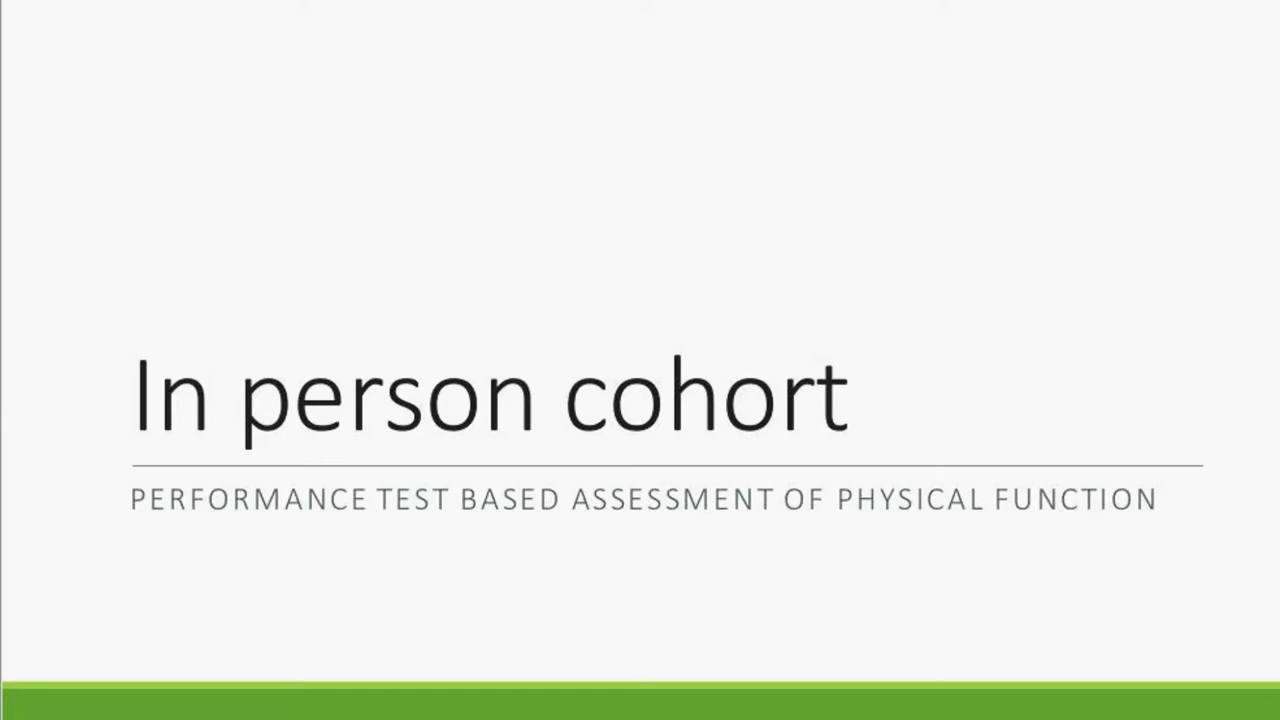 In person cohort
PERFORMANCE TEST BASED ASSESSMENT OF PHYSICAL FUNCTION